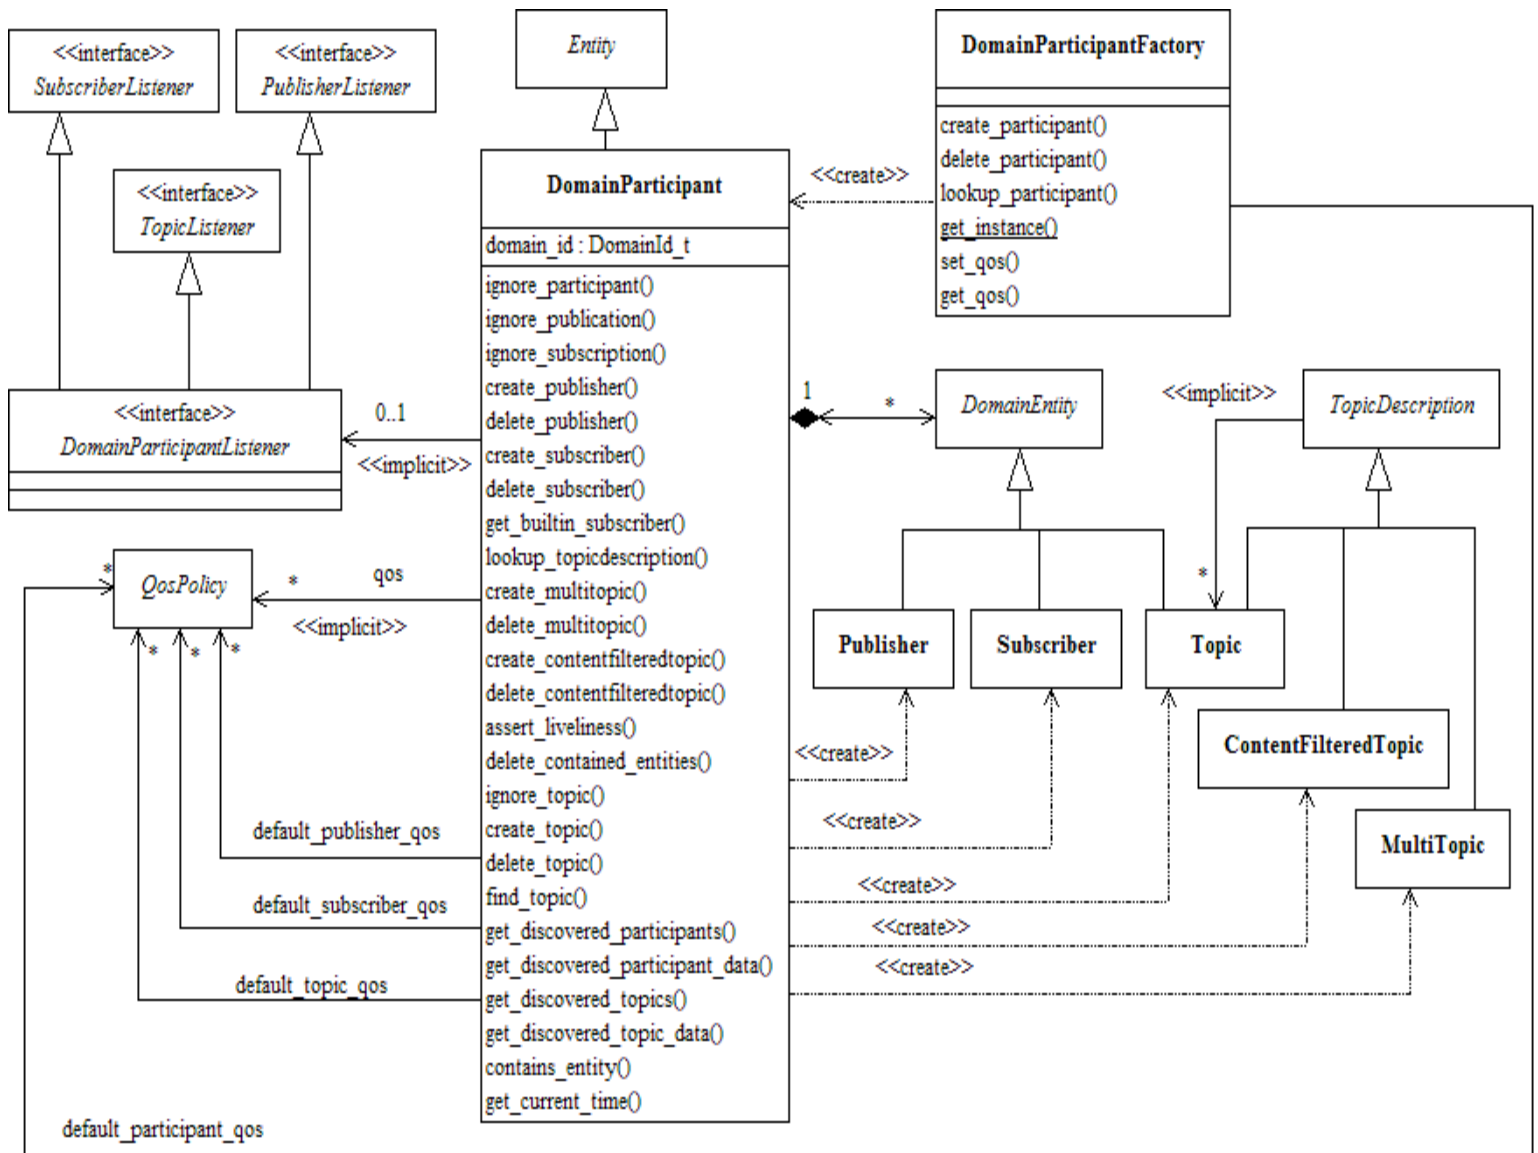 <<interface>>
SubscriberListener
<<interface>>
PublisherListener
<<interface>>
TopicListener
<<interface>>
DomainParticipantListener
0..1
<<implicit>>
Entity
DomainParticipant
domain_id : DomainId_t
ignore_participant()
ignore_publication()
ignore_subscription()
create_publisher()
delete_publisher()
create_subscriber()
delete_subscriber()
get_builtin_subscriber()
lookup_topicdescription()
create_multitopic()
delete_multitopic()
create_contentfilteredtopic()
delete_contentfilteredtopic()
assert_liveliness()
delete_contained_entities()
ignore_topic()
create_topic()
delete_topic()
find_topic()
get_discovered_participants()
get_discovered_participant_data()
get_discovered_topics()
get_discovered_topic_data()
contains_entity()
get_current_time()
<<create>>
DomainParticipantFactory
create_participant()
delete_participant()
lookup_participant()
get_instance()
set_qos()
get_qos()
1
*
DomainEntity
<<implicit>>
TopicDescription
*
Publisher
Subscriber
Topic
ContentFilteredTopic
MultiTopic
<<create>>
<<create>>
<<create>>
<<create>>
<<create>>
*
QosPolicy
*
qos
<<implicit>>
*
*
*
default_publisher_qos
default_subscriber_qos
default_topic_qos
default_participant_qos